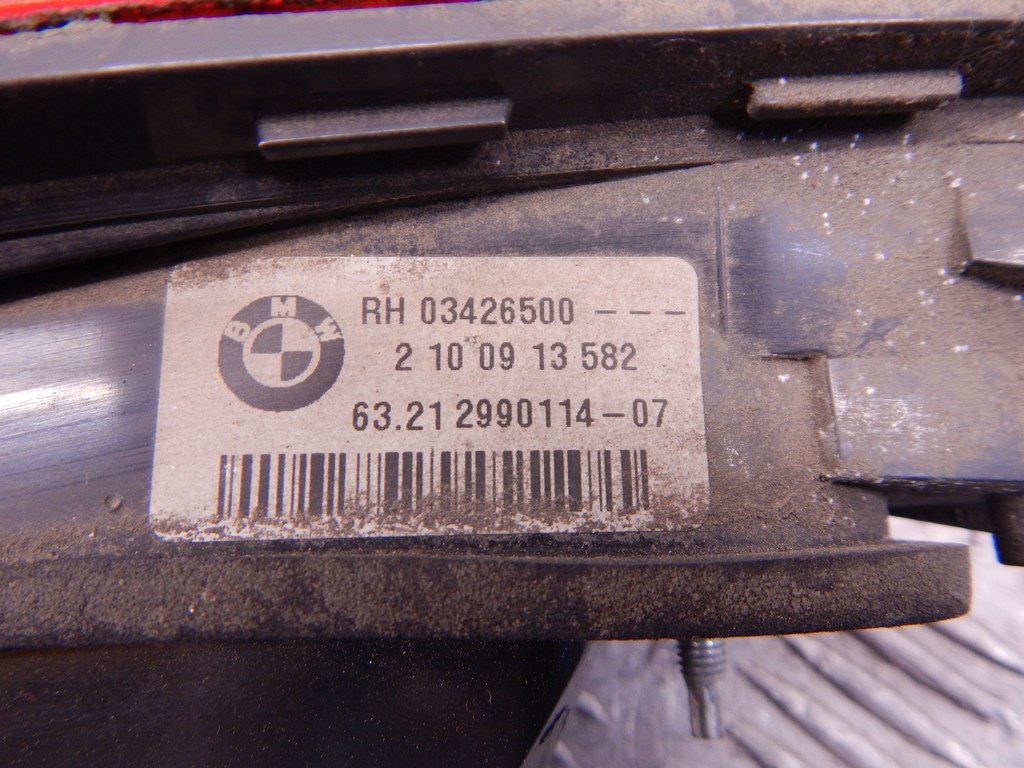 BMW
RH 03426500 ---
2 10 09 13 582
63.21 2990114-07